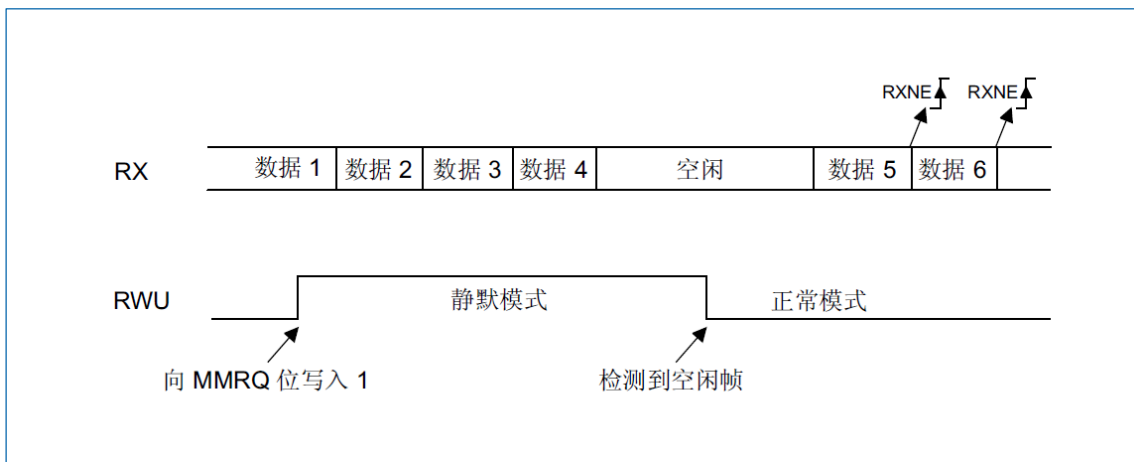 RXNE RXNE
RX 数据 1 数据 2 数据 3 数据 4 空闲 数据 5 数据 6
RWU 静默模式 正常模式
向 MMRQ 位写入 1 检测到空闲帧